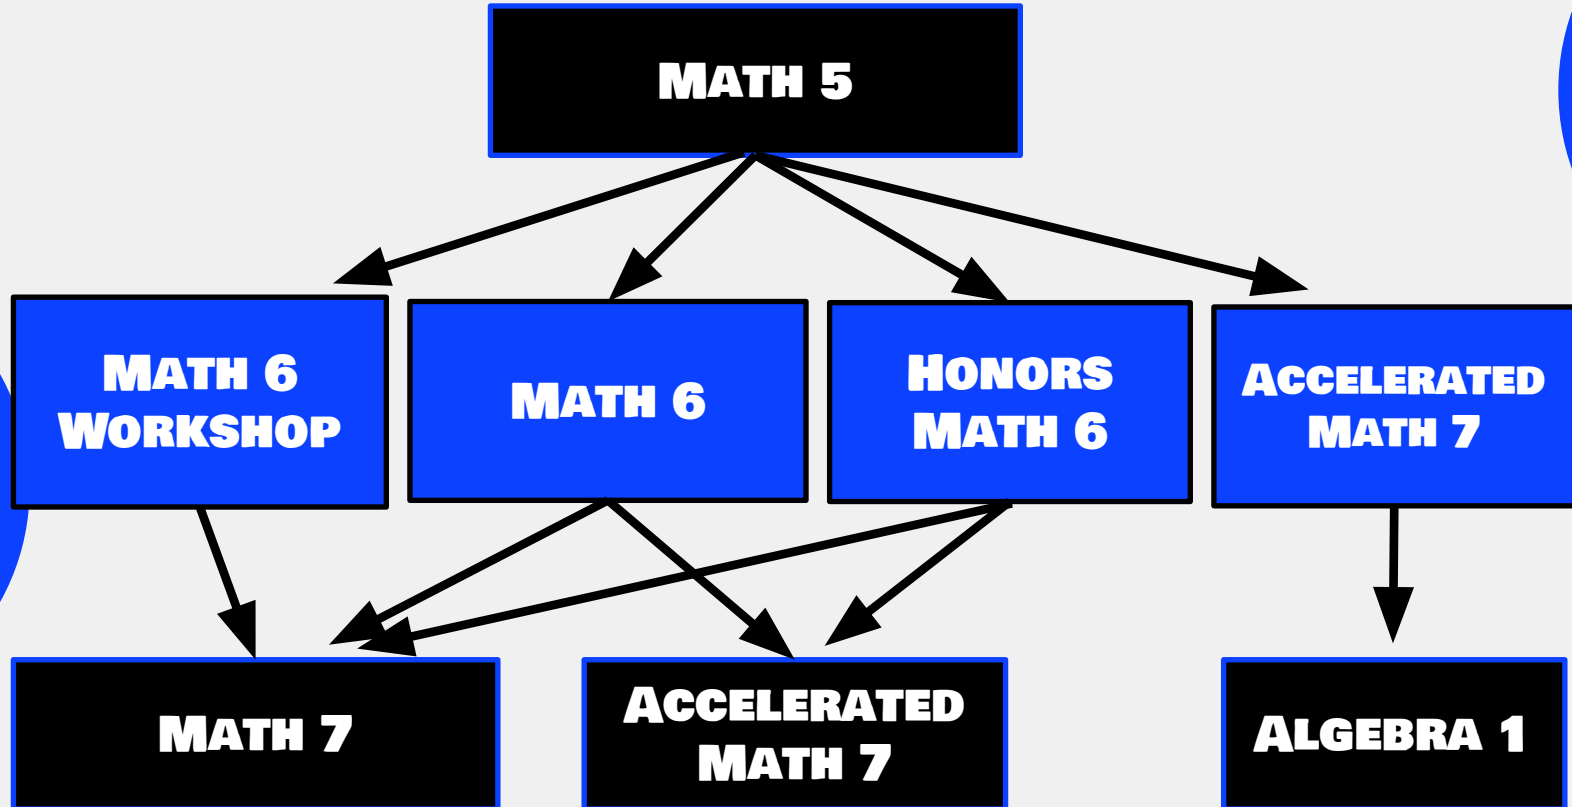 Math 5
Math 6
Workshop
Math 6
Honors
Math 6
Accelerated
Math 7
Math 7
Accelerated
Math 7
Algebra 1